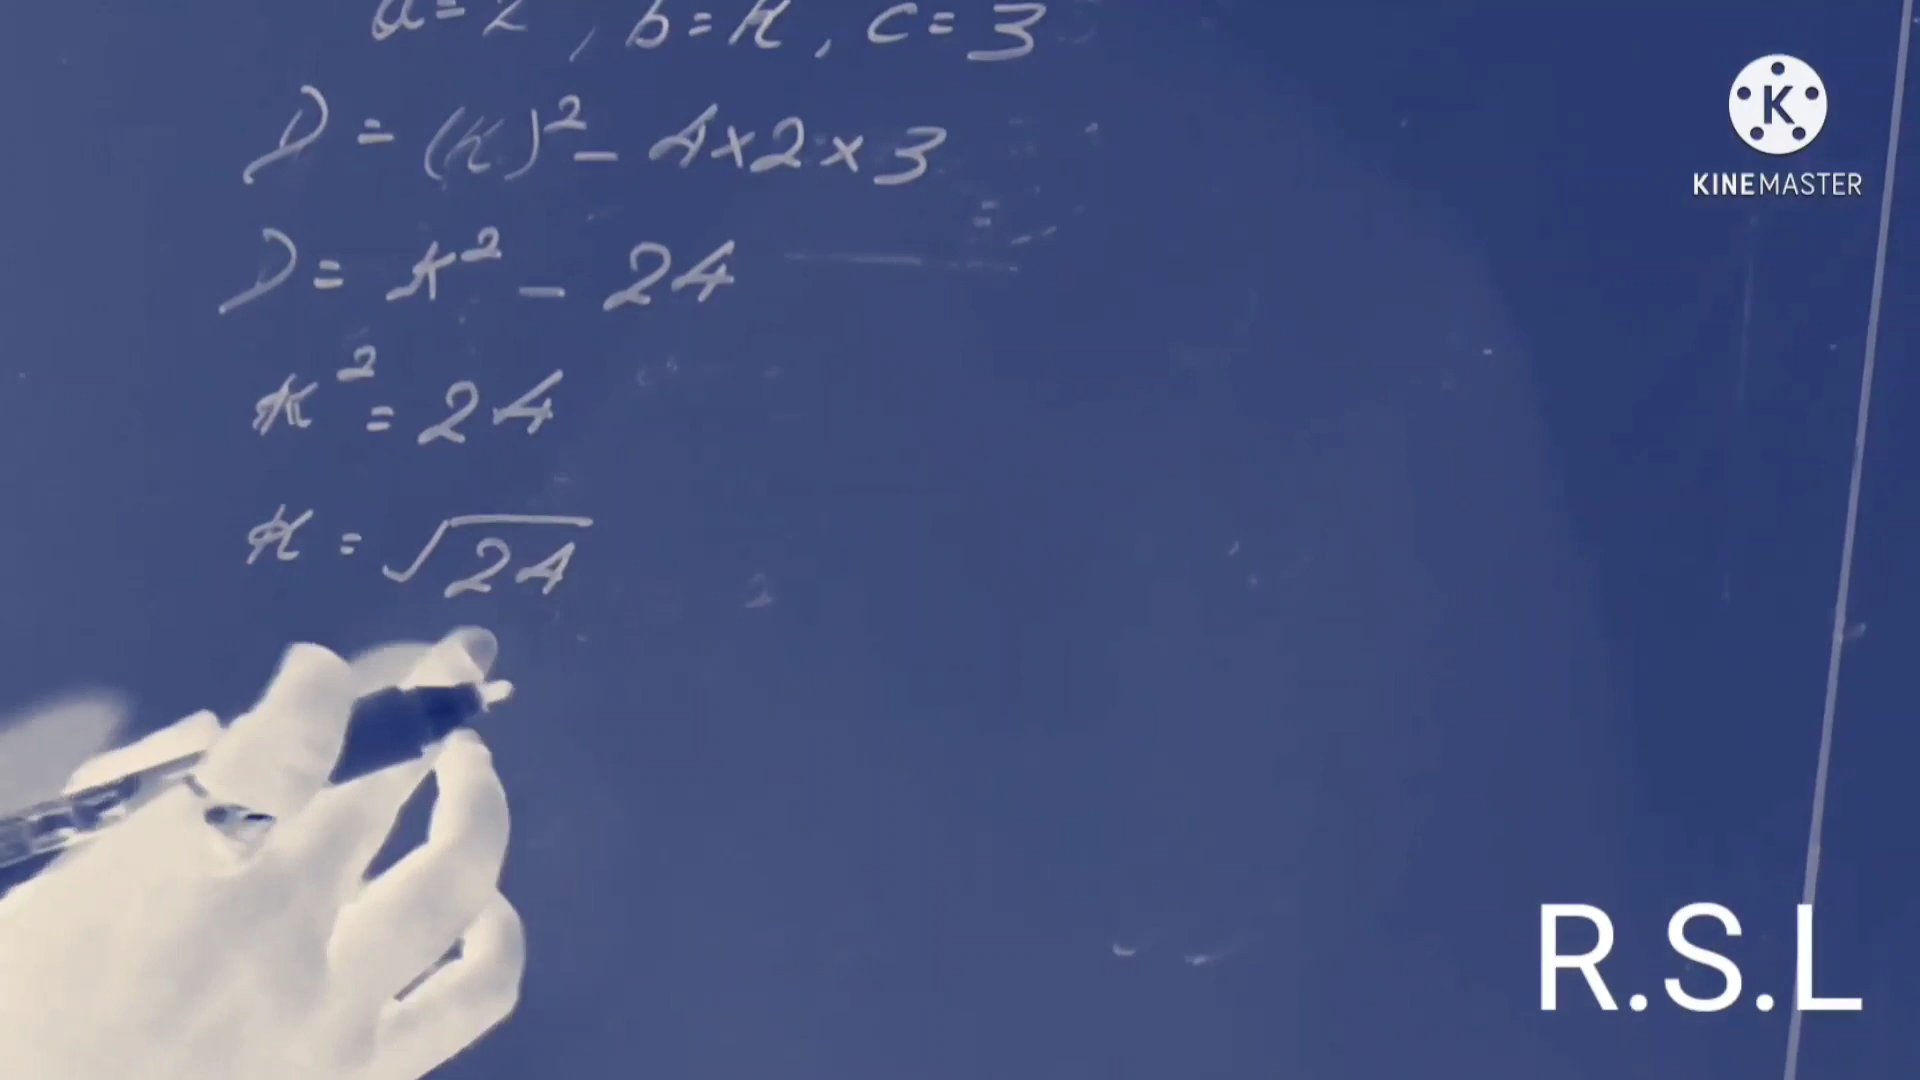 a=2, b=K, c=3
D = (K)² - 4×2×3
D = K² - 24
K² = 24
K = √24
K
KINEMASTER
R.S.L